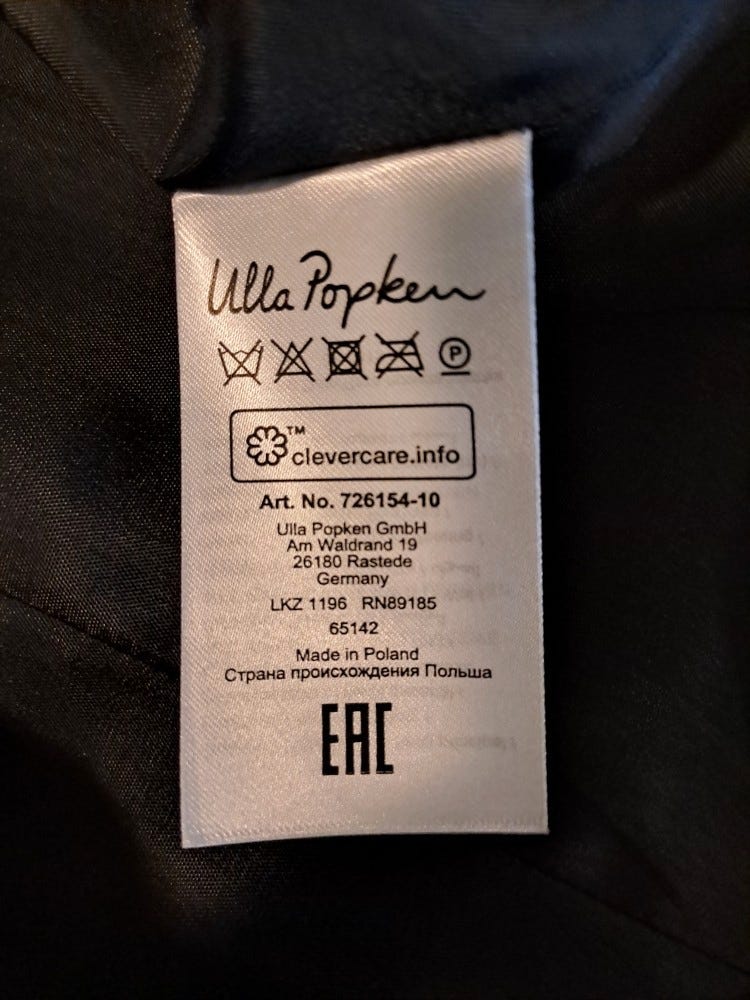 Ulla Popken
P
TM
clevercare.info
Art. No. 726154-10
Ulla Popken GmbH
Am Waldrand 19
26180 Rastede
Germany
LKZ 1196 RN89185
65142
Made in Poland
Страна происхождения Польша
EAC